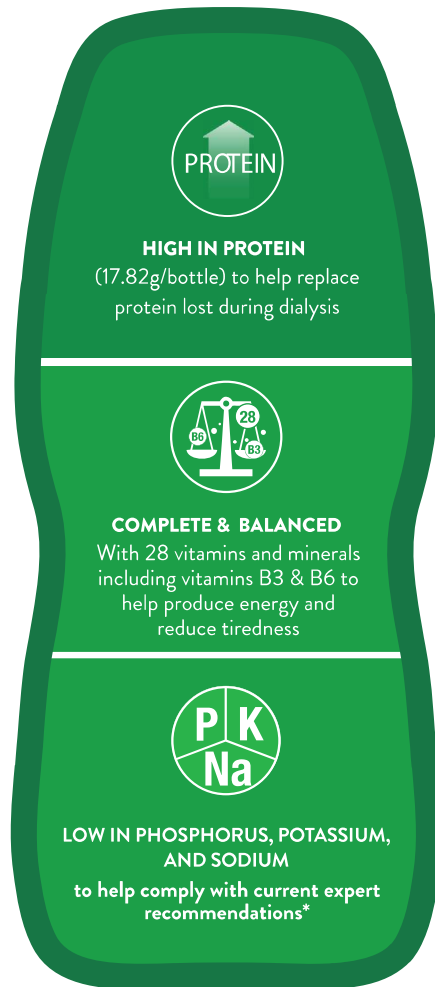 PROTEIN
HIGH IN PROTEIN
(17.82g/bottle) to help replace
protein lost during dialysis
28
B6
B3
COMPLETE & BALANCED
With 28 vitamins and minerals
including vitamins B3 & B6 to
help produce energy and
reduce tiredness
P K
Na
LOW IN PHOSPHORUS, POTASSIUM,
AND SODIUM
to help comply with current expert
recommendations*